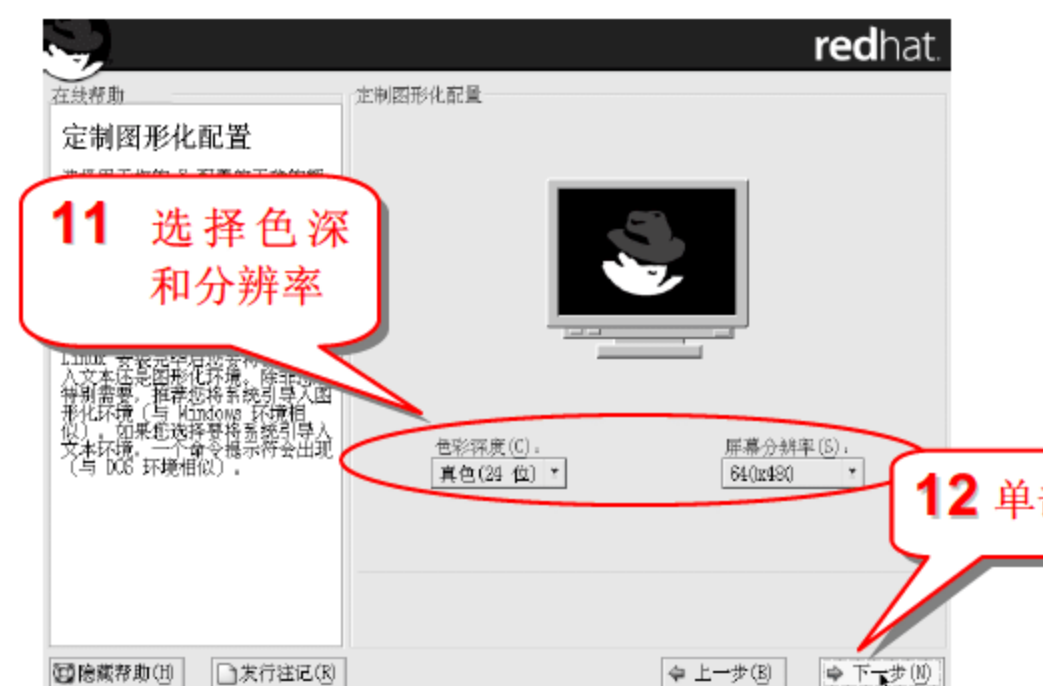 redhat.
在线帮助
定制图形化配置
定制图形化配置
11 选择色深
和分辨率
入文本还是图形化环境。除非
特别需要，推荐您将系统引导入图
形化环境（与 Windows 环境相
似）。如果您选择要将系统引导入
文本环境，一个命令提示符会出现
（与 DOS 环境相似）。
色彩深度(C)：
真色(24 位)
屏幕分辨率(S)：
640x480
12 单
隐藏帮助(H)
发行注记(R)
上一步(B)
下一步(N)